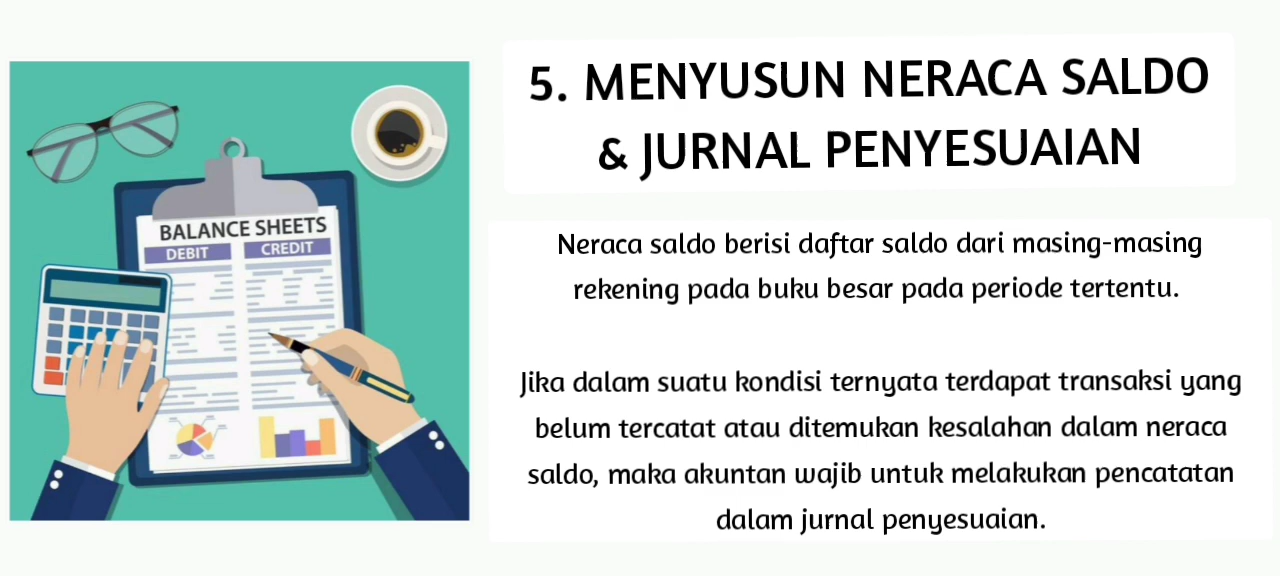 BALANCE SHEETS
DEBIT
CREDIT
5. MENYUSUN NERACA SALDO
& JURNAL PENYESUAIAN
Neraca saldo berisi daftar saldo dari masing-masing
rekening pada buku besar pada periode tertentu.
Jika dalam suatu kondisi ternyata terdapat transaksi yang
belum tercatat atau ditemukan kesalahan dalam neraca
saldo, maka akuntan wajib untuk melakukan pencatatan
dalam jurnal penyesuaian.